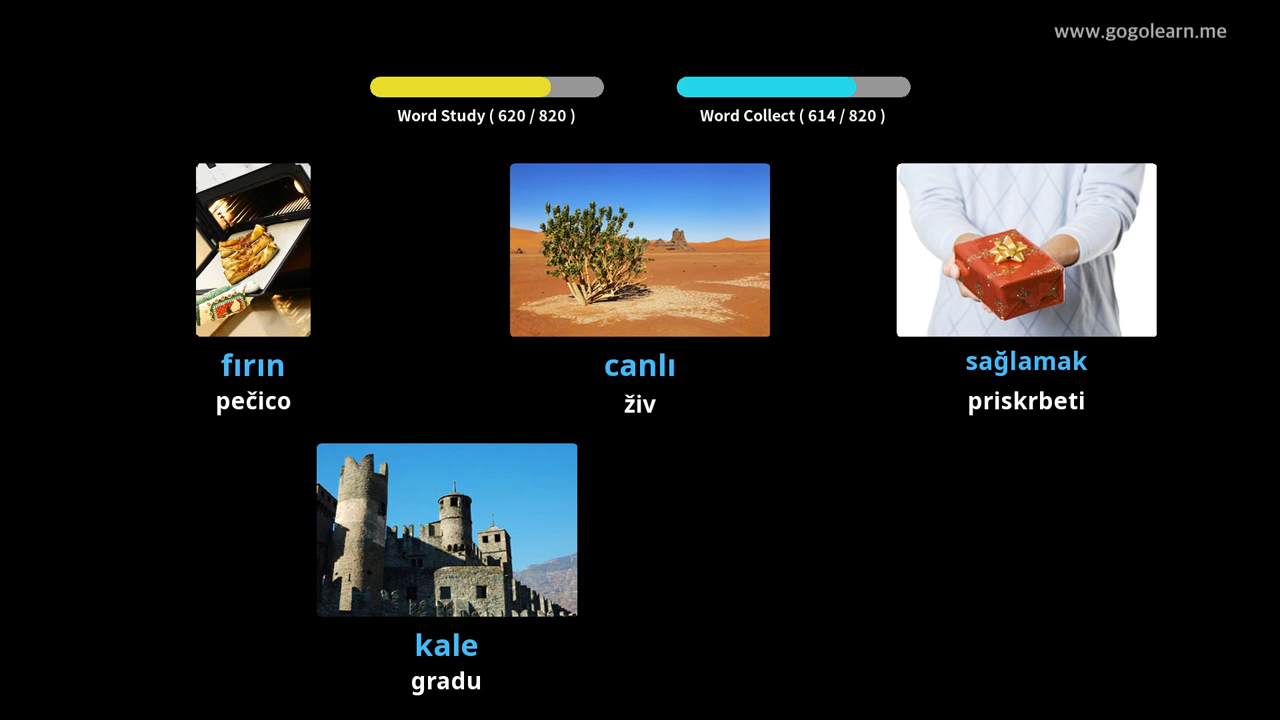 www.gogolearn.me
Word Study ( 620 / 820 )
Word Collect ( 614 / 820 )
fırın
pečico
canlı
živ
sağlamak
priskrbeti
kale
gradu